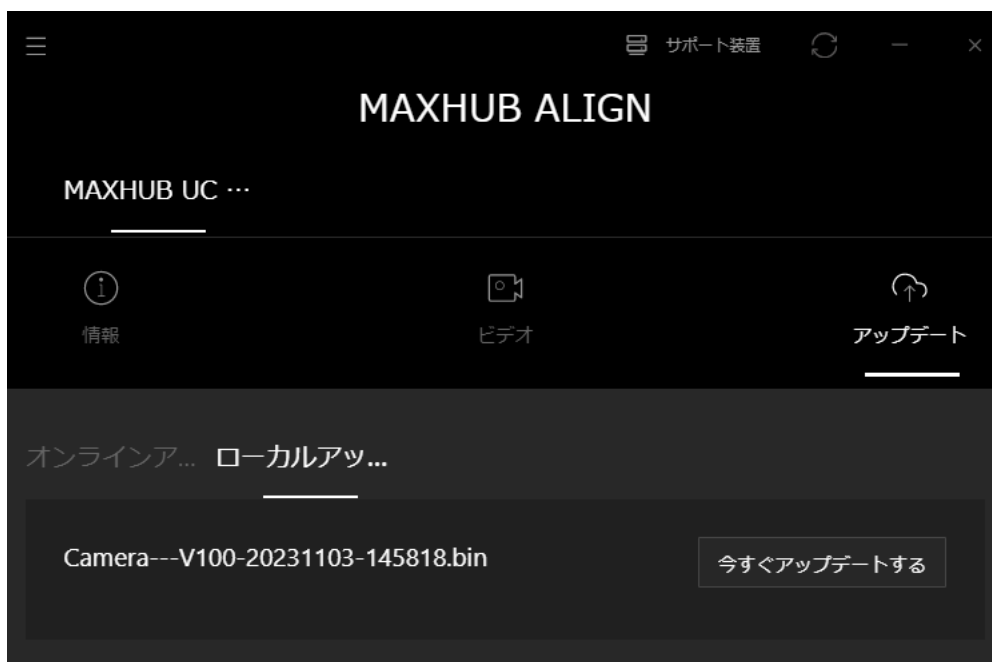 サポート装置
MAXHUB ALIGN
MAXHUB UC ⋯
情報
ビデオ
アップデート
オンラインア... ローカルアッ...
Camera---V100-20231103-145818.bin
今すぐアップデートする